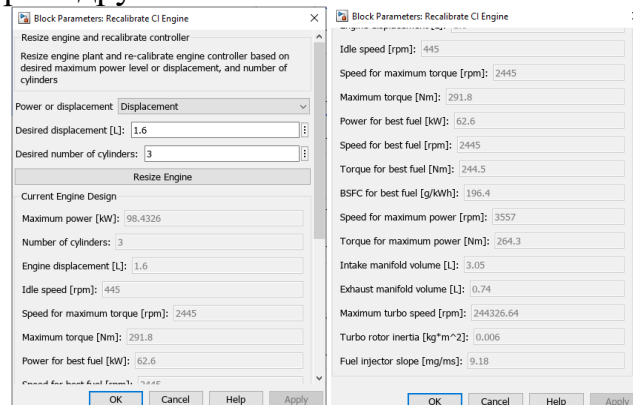 Block Parameters: Recalibrate CI Engine
Resize engine and recalibrate controller
Resize engine plant and re-calibrate engine controller based on
desired maximum power level or displacement, and number of
cylinders
Power or displacement Displacement
Desired displacement [L]: 1.6
Desired number of cylinders: 3
Resize Engine
Current Engine Design
Maximum power [kW]: 98.4326
Number of cylinders: 3
Engine displacement [L]: 1.6
Idle speed [rpm]: 445
Speed for maximum torque [rpm]: 2445
Maximum torque [Nm]: 291.8
Power for best fuel [kW]: 62.6
Speed for best fuel [rpm]: 2445
OK Cancel Help Apply
Block Parameters: Recalibrate CI Engine
Idle speed [rpm]: 445
Speed for maximum torque [rpm]: 2445
Maximum torque [Nm]: 291.8
Power for best fuel [kW]: 62.6
Speed for best fuel [rpm]: 2445
Torque for best fuel [Nm]: 244.5
BSFC for best fuel [g/kWh]: 196.4
Speed for maximum power [rpm]: 3557
Torque for maximum power [Nm]: 264.3
Intake manifold volume [L]: 3.05
Exhaust manifold volume [L]: 0.74
Maximum turbo speed [rpm]: 244326.64
Turbo rotor inertia [kg*m^2]: 0.006
Fuel injector slope [mg/ms]: 9.18
OK Cancel Help Apply